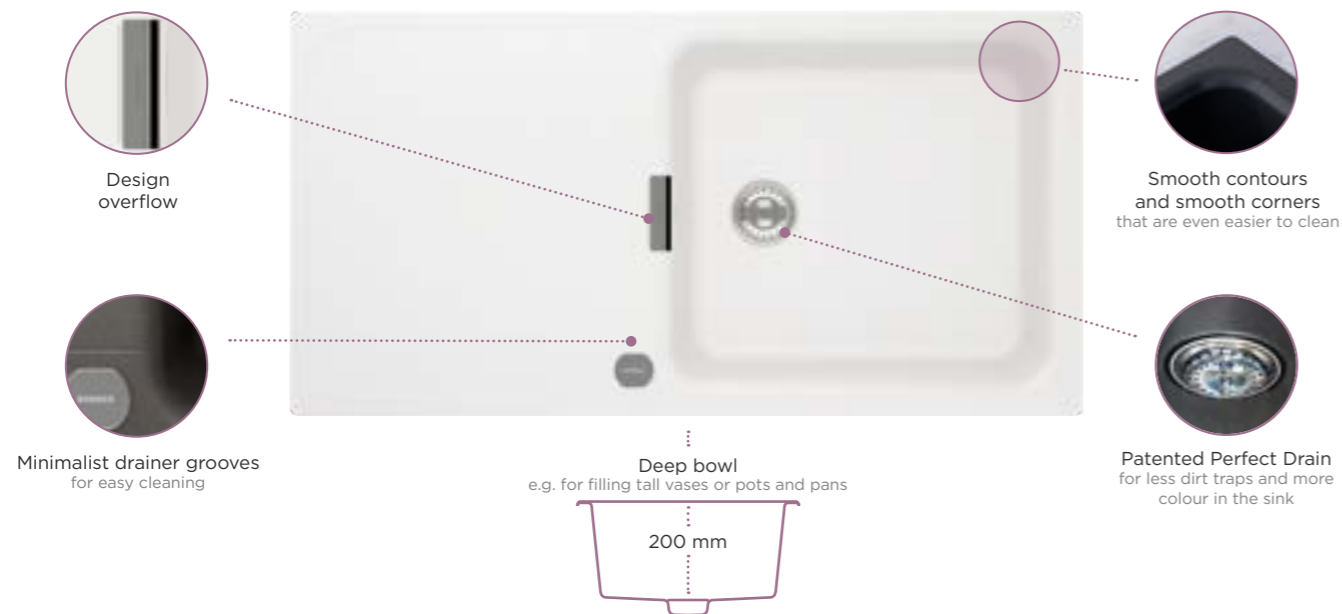 Design
overflow
Smooth contours
and smooth corners
that are even easier to clean
Minimalist drainer grooves
for easy cleaning
Deep bowl
e.g. for filling tall vases or pots and pans
200 mm
Patented Perfect Drain
for less dirt traps and more
colour in the sink